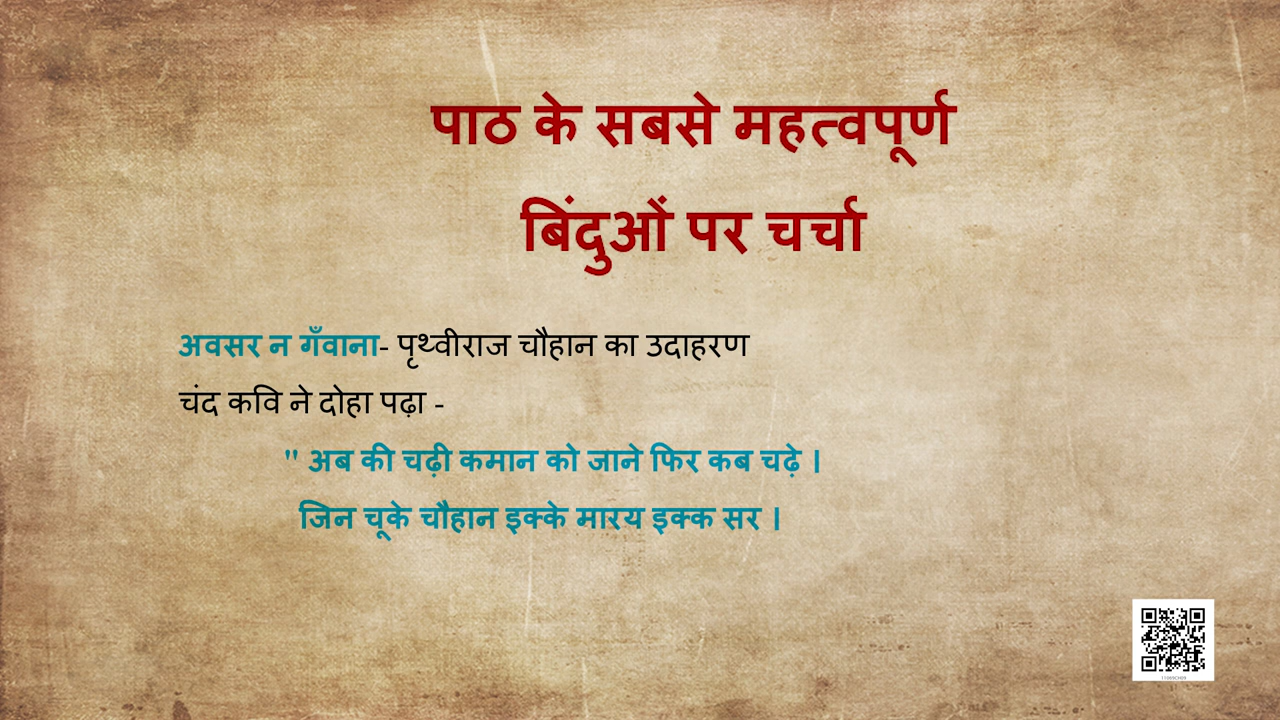 पाठ के सबसे महत्वपूर्ण
बिंदुओं पर चर्चा
अवसर न गँवाना- पृथ्वीराज चौहान का उदाहरण
चंद कवि ने दोहा पढ़ा -
" अब की चढ़ी कमान को जाने फिर कब चढ़े ।
जिन चूके चौहान इक्के मारय इक्क सर ।